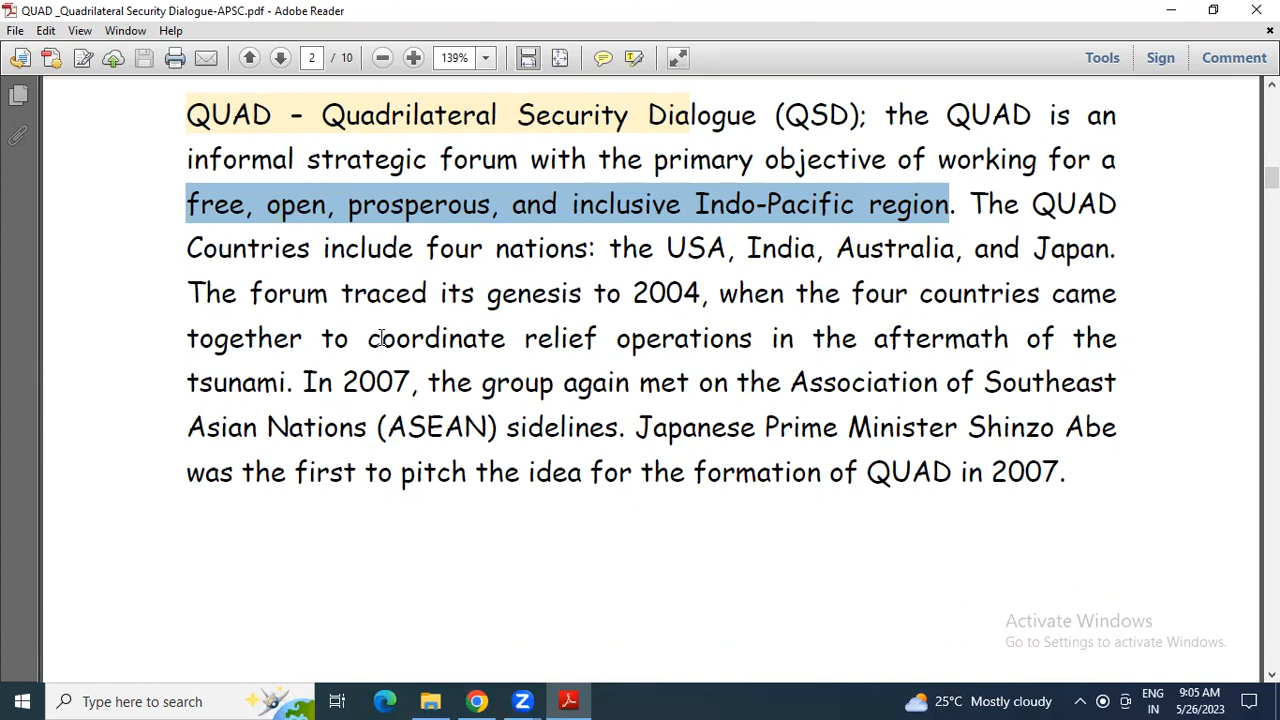 QUAD _Quadrilateral Security Dialogue-APSC.pdf - Adobe Reader
File Edit View Window Help
2 / 10 139% Tools Sign Comment
QUAD – Quadrilateral Security Dialogue (QSD); the QUAD is an
informal strategic forum with the primary objective of working for a
free, open, prosperous, and inclusive Indo-Pacific region. The QUAD
Countries include four nations: the USA, India, Australia, and Japan.
The forum traced its genesis to 2004, when the four countries came
together to coordinate relief operations in the aftermath of the
tsunami. In 2007, the group again met on the Association of Southeast
Asian Nations (ASEAN) sidelines. Japanese Prime Minister Shinzo Abe
was the first to pitch the idea for the formation of QUAD in 2007.
Activate Windows
Go to Settings to activate Windows.
Type here to search 25°C Mostly cloudy ENG 9:05 AM
IN 5/26/2023